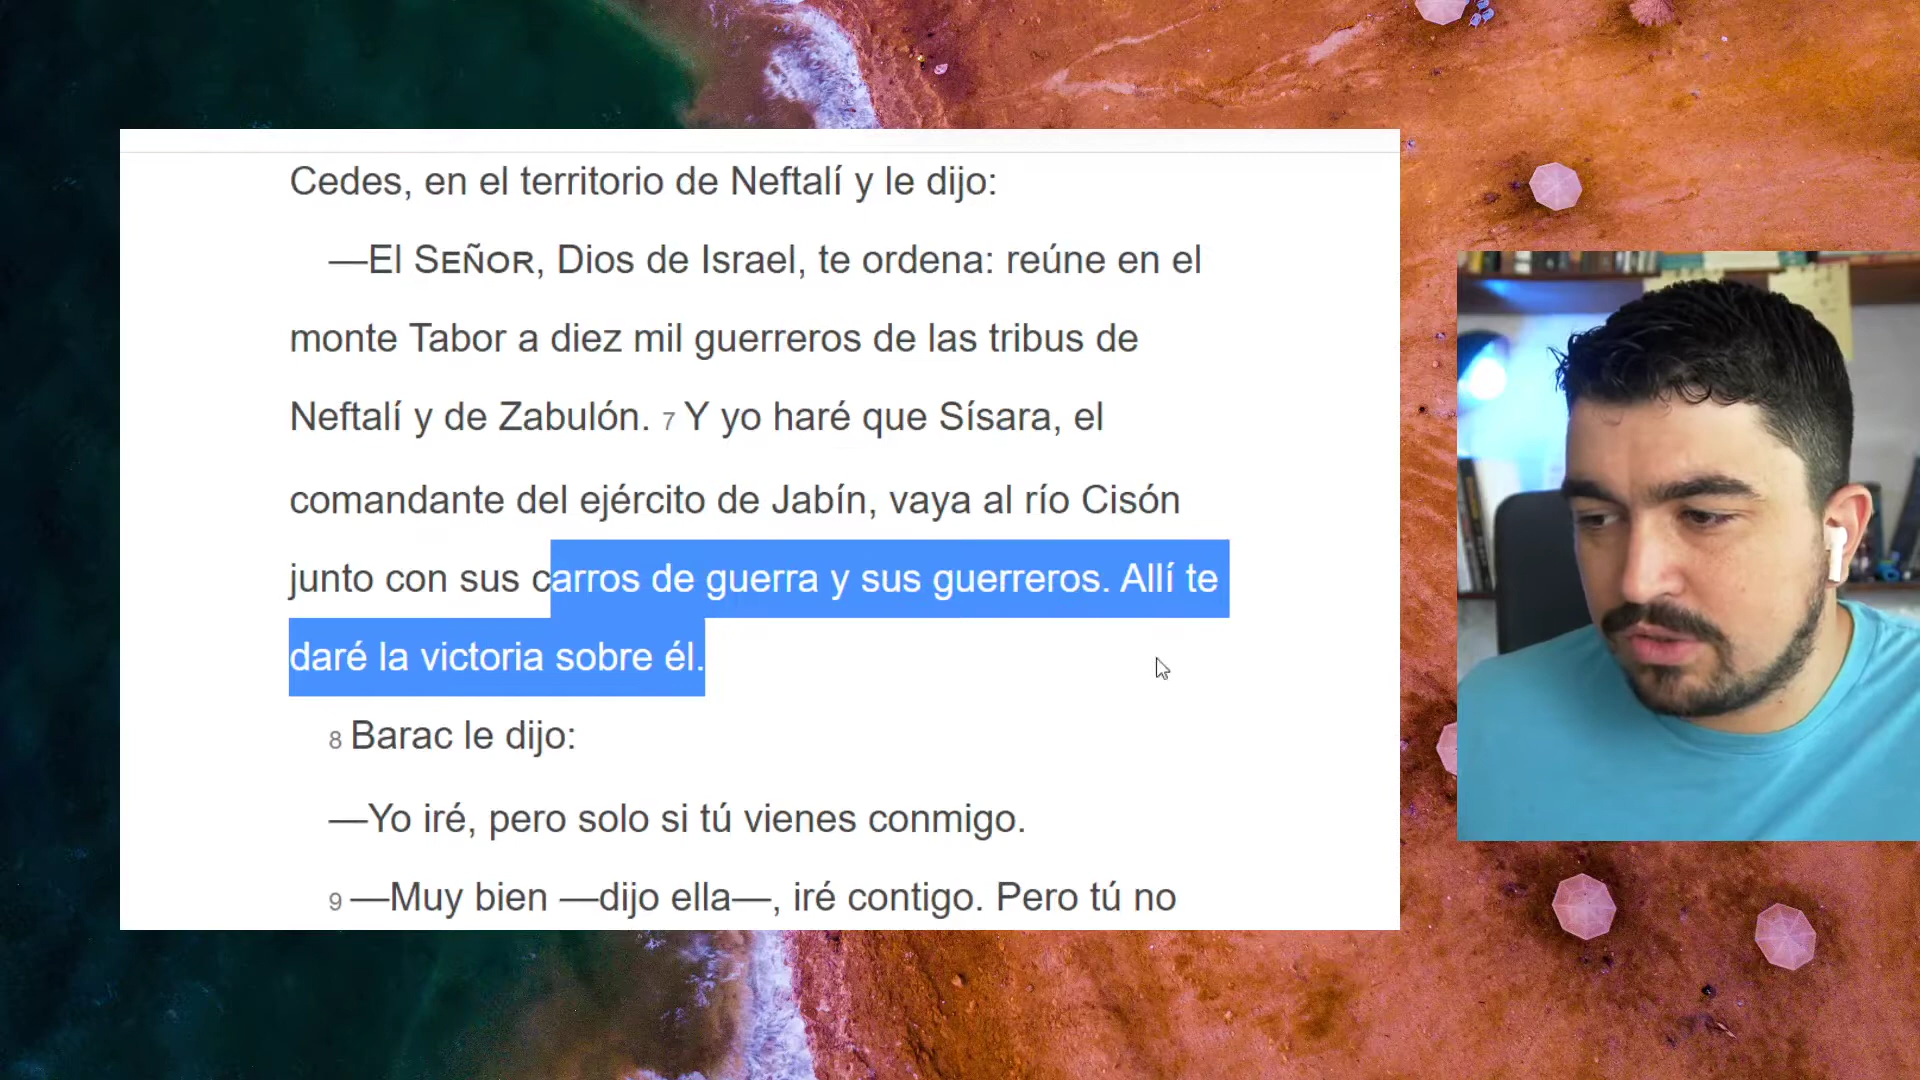 Cedes, en el territorio de Neftalí y le dijo:
—El SEÑOR, Dios de Israel, te ordena: reúne en el
monte Tabor a diez mil guerreros de las tribus de
Neftalí y de Zabulón. 7 Y yo haré que Sísara, el
comandante del ejército de Jabín, vaya al río Cisón
junto con sus carros de guerra y sus guerreros. Allí te
daré la victoria sobre él.
8 Barac le dijo:
—Yo iré, pero solo si tú vienes conmigo.
9 —Muy bien —dijo ella—, iré contigo. Pero tú no